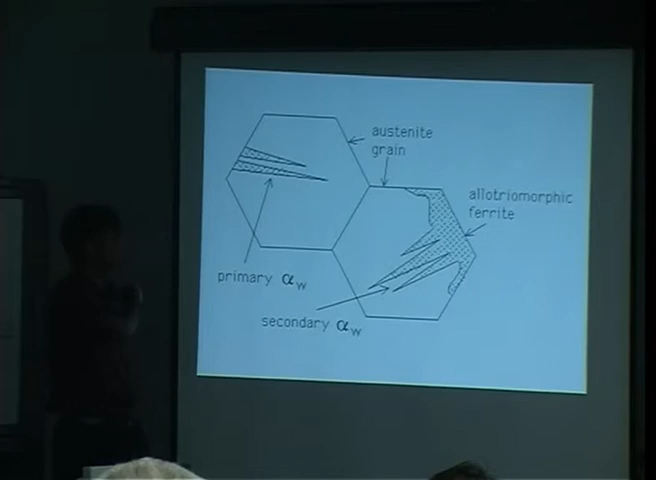 austenite
grain
allotriomorphic
ferrite
primary αw
secondary αw